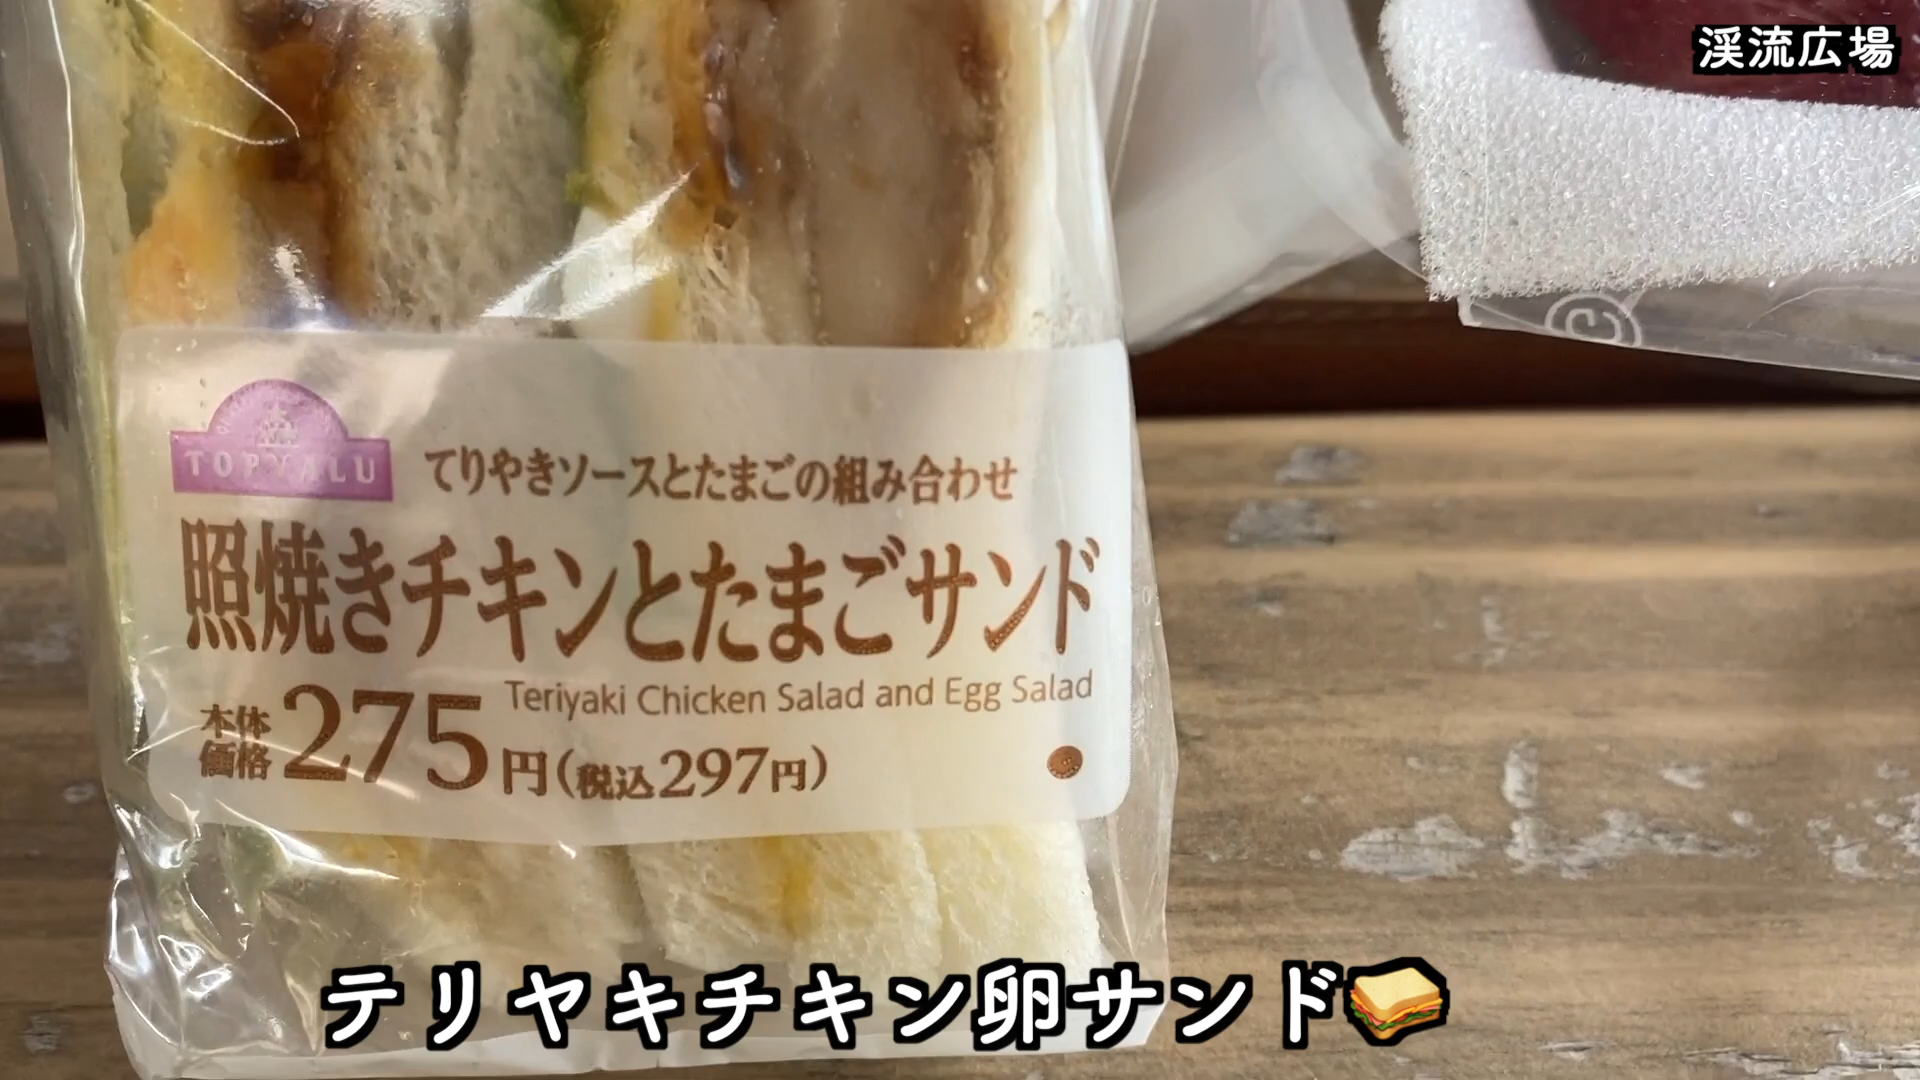 渓流広場
TOPVALU
てりやきソースとたまごの組み合わせ
照焼きチキンとたまごサンド
Teriyaki Chicken Salad and Egg Salad
本体価格275円(税込297円)
テリヤキチキン卵サンド🥪